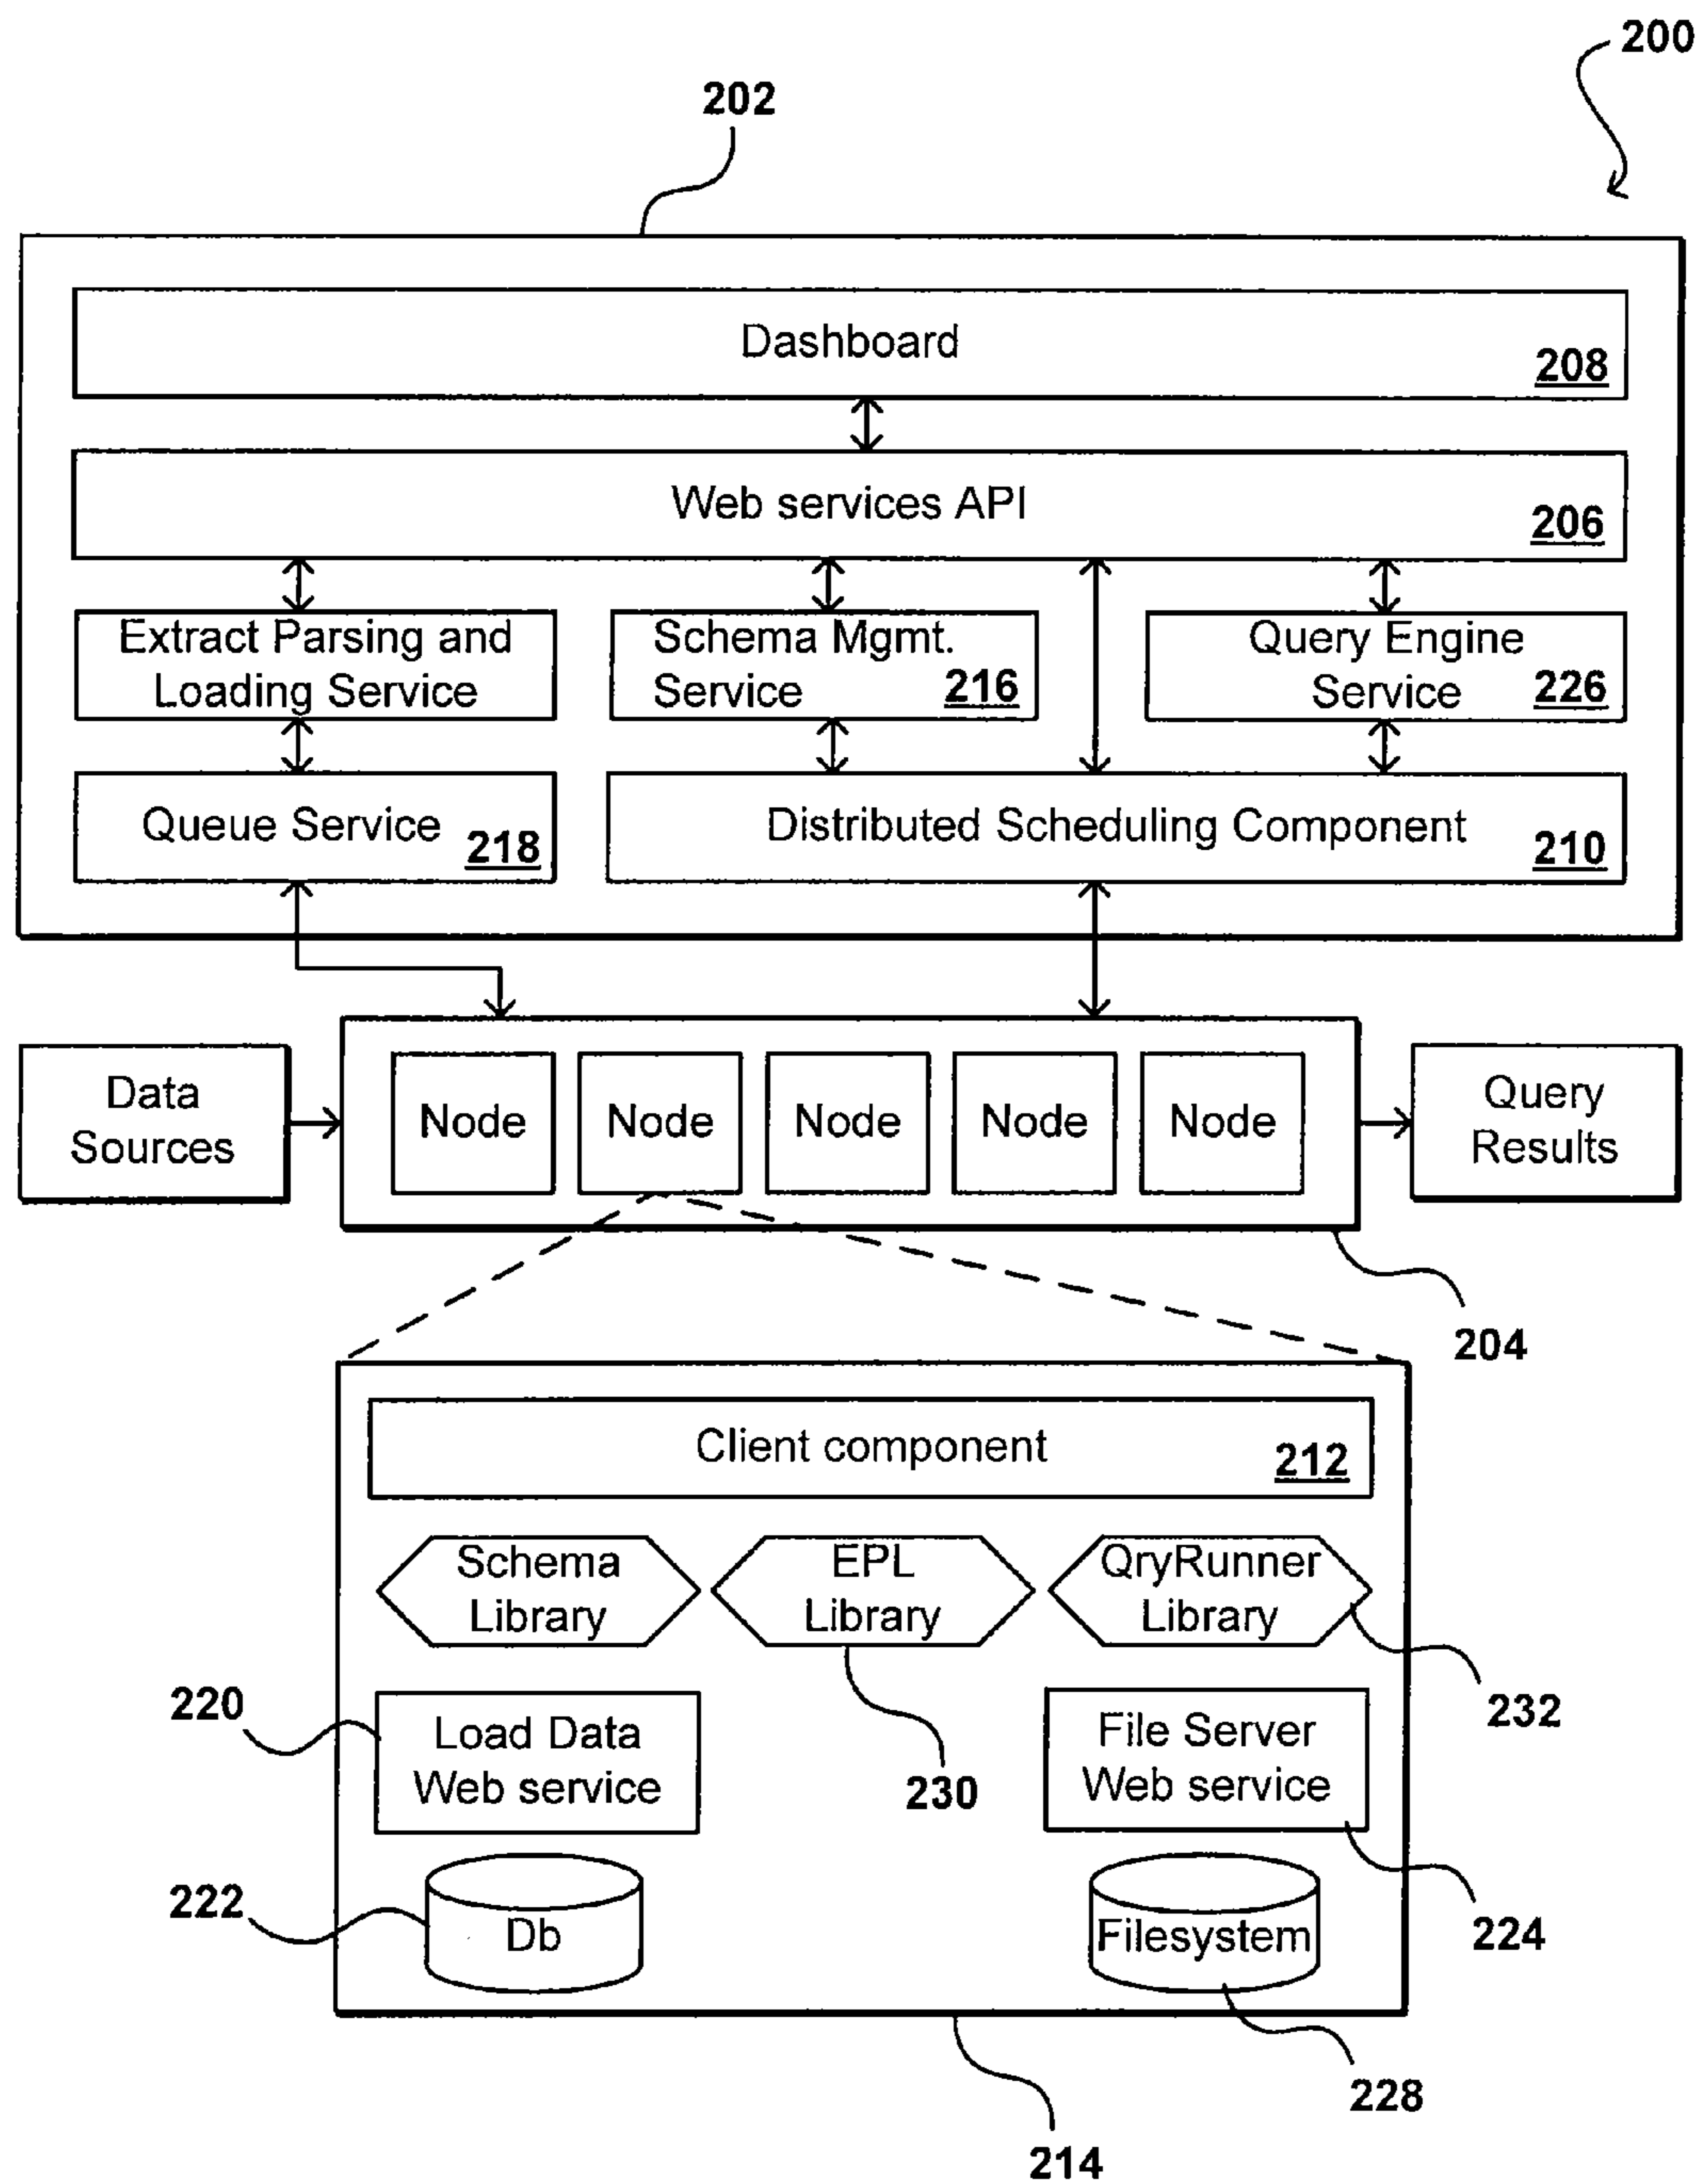 200
202
Dashboard
208
Web services API
206
Extract Parsing and
Loading Service
Schema Mgmt.
Service
216
Query Engine
Service
226
Queue Service
218
Distributed Scheduling Component
210
Data
Sources
Node
Node
Node
Node
Node
Query
Results
204
Client component
212
Schema
Library
EPL
Library
QryRunner
Library
232
220
Load Data
Web service
230
File Server
Web service
222
Db
Filesystem
224
228
214